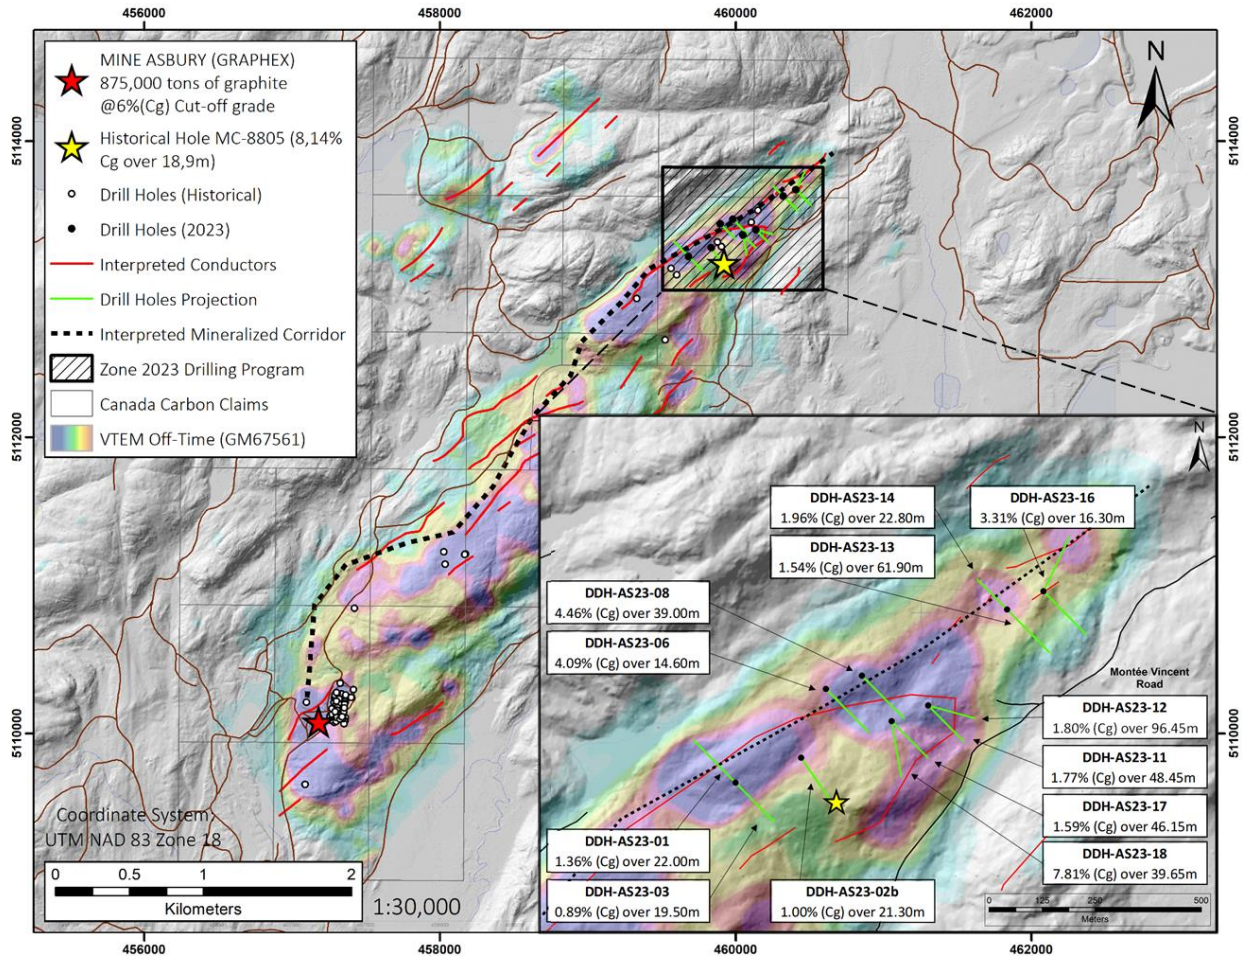 456000
458000
460000
462000
MINE ASBURY (GRAPHEX)
875,000 tons of graphite
@6%(Cg) Cut-off grade
Historical Hole MC-8805 (8,14%
Cg over 18,9m)
Drill Holes (Historical)
Drill Holes (2023)
Interpreted Conductors
Drill Holes Projection
Interpreted Mineralized Corridor
Zone 2023 Drilling Program
Canada Carbon Claims
VTEM Off-Time (GM67561)
N
5114000
5114000
5112000
5112000
5110000
5110000
N
DDH-AS23-14
1.96% (Cg) over 22.80m
DDH-AS23-16
3.31% (Cg) over 16.30m
DDH-AS23-13
1.54% (Cg) over 61.90m
DDH-AS23-08
4.46% (Cg) over 39.00m
DDH-AS23-06
4.09% (Cg) over 14.60m
Montée Vincent
Road
DDH-AS23-12
1.80% (Cg) over 96.45m
DDH-AS23-11
1.77% (Cg) over 48.45m
DDH-AS23-17
1.59% (Cg) over 46.15m
DDH-AS23-18
7.81% (Cg) over 39.65m
DDH-AS23-01
1.36% (Cg) over 22.00m
DDH-AS23-03
0.89% (Cg) over 19.50m
DDH-AS23-02b
1.00% (Cg) over 21.30m
0 125 250 500
Meters
Coordinate System:
UTM NAD 83 Zone 18
0 0.5 1 2
Kilometers
1:30,000
456000
458000
460000
462000